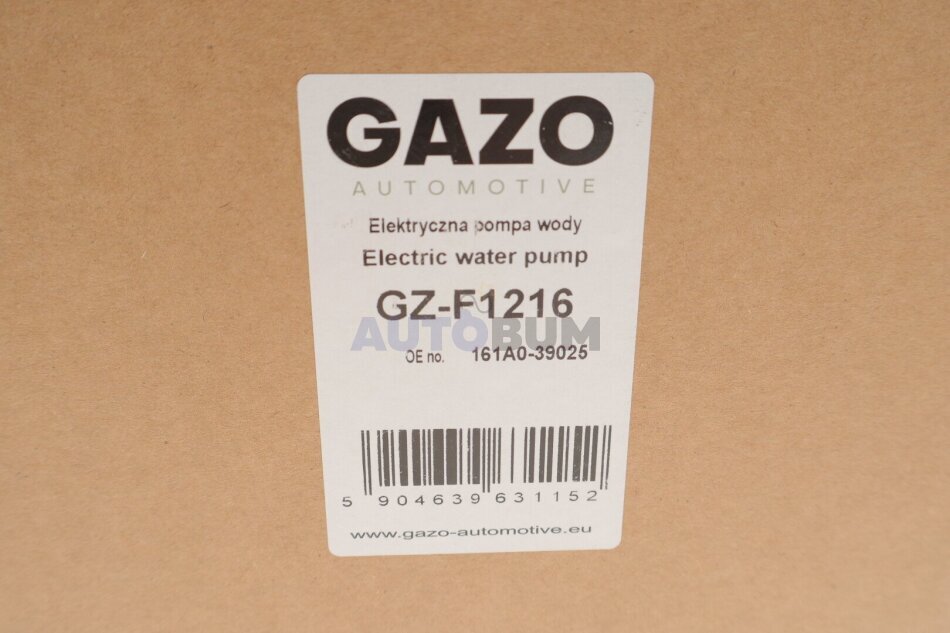 GAZO
AUTOMOTIVE
Elektryczna pompa wody
Electric water pump
GZ-F1216
AUTOBUM
OE no. 161A0-39025
5 904639 631152
www.gazo-automotive.eu